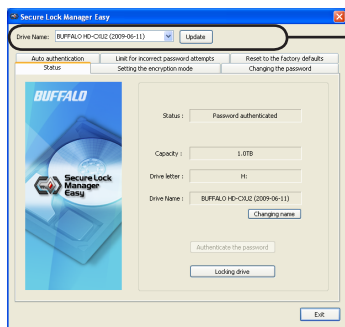 Secure Lock Manager Easy
Drive Name: BUFFALO HD-CXU2 (2009-06-11) Update
Auto authentication Limit for incorrect password attempts Reset to the factory defaults
Status Setting the encryption mode Changing the password
BUFFALO
Secure Lock
Manager
Easy
Status : Password authenticated
Capacity : 1.0TB
Drive letter : H:
Drive Name : BUFFALO HD-CXU2 (2009-06-11)
Changing name
Authenticate the password
Locking drive
Exit